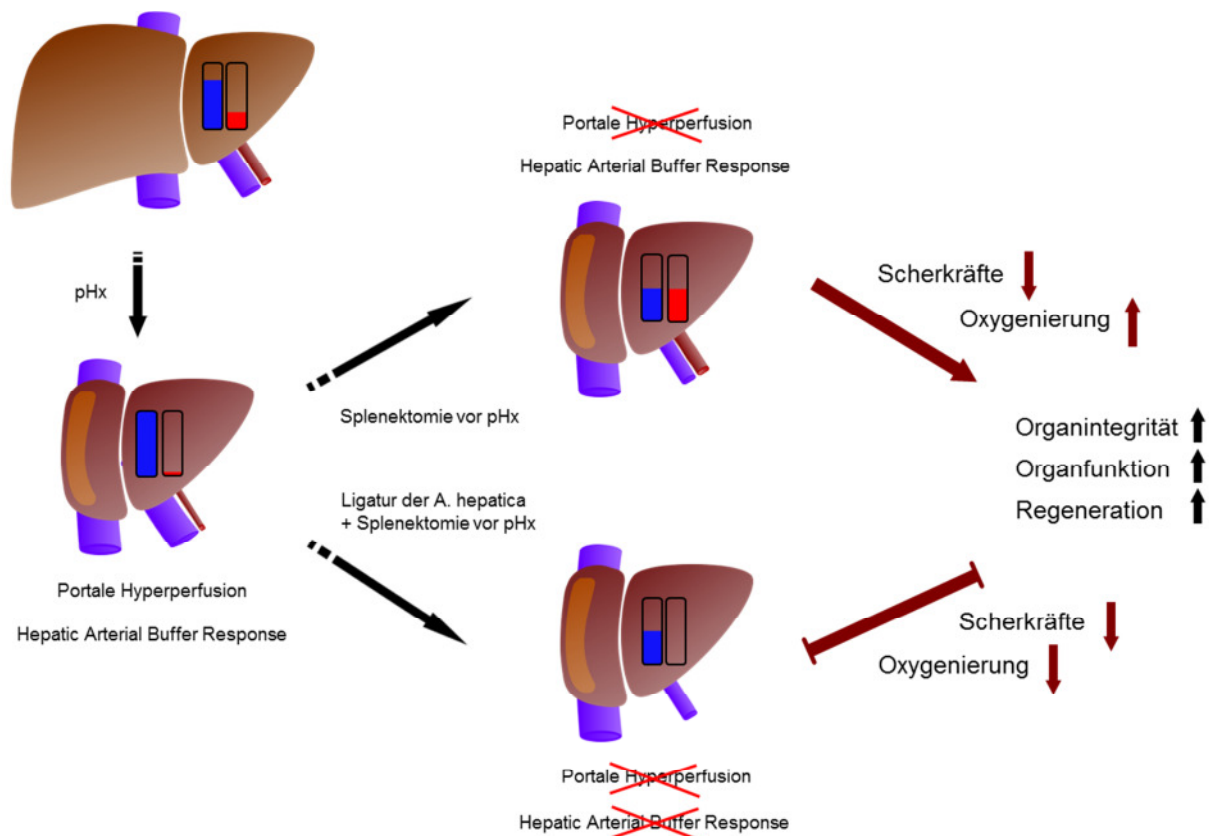 Portale Hyperperfusion
Hepatic Arterial Buffer Response
pHx
Scherkräfte
Oxygenierung
Splenektomie vor pHx
Organintegrität
Organfunktion
Regeneration
Ligatur der A. hepatica
+ Splenektomie vor pHx
Portale Hyperperfusion
Hepatic Arterial Buffer Response
Scherkräfte
Oxygenierung
Portale Hyperperfusion
Hepatic Arterial Buffer Response